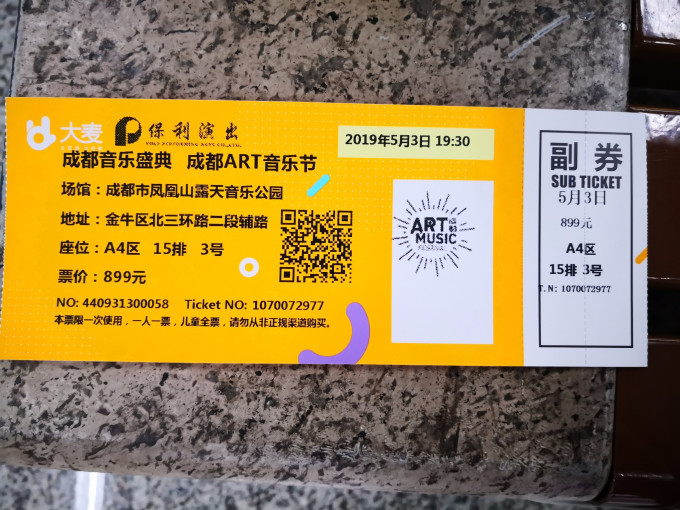 大麦
保利演出
POLY PERFORMING ARTS CO.,LTD.
2019年5月3日 19:30
成都音乐盛典 成都ART音乐节
场馆：成都市凤凰山露天音乐公园
地址：金牛区北三环路二段辅路
座位：A4区 15排 3号
票价：899元
NO: 440931300058 Ticket NO: 1070072977
本票限一次使用，一人一票，儿童全票，请勿从非正规渠道购买。
ART
MUSIC
FESTIVAL
副 券
SUB TICKET
5月3日
899元
A4区
15排 3号
T.N: 1070072977